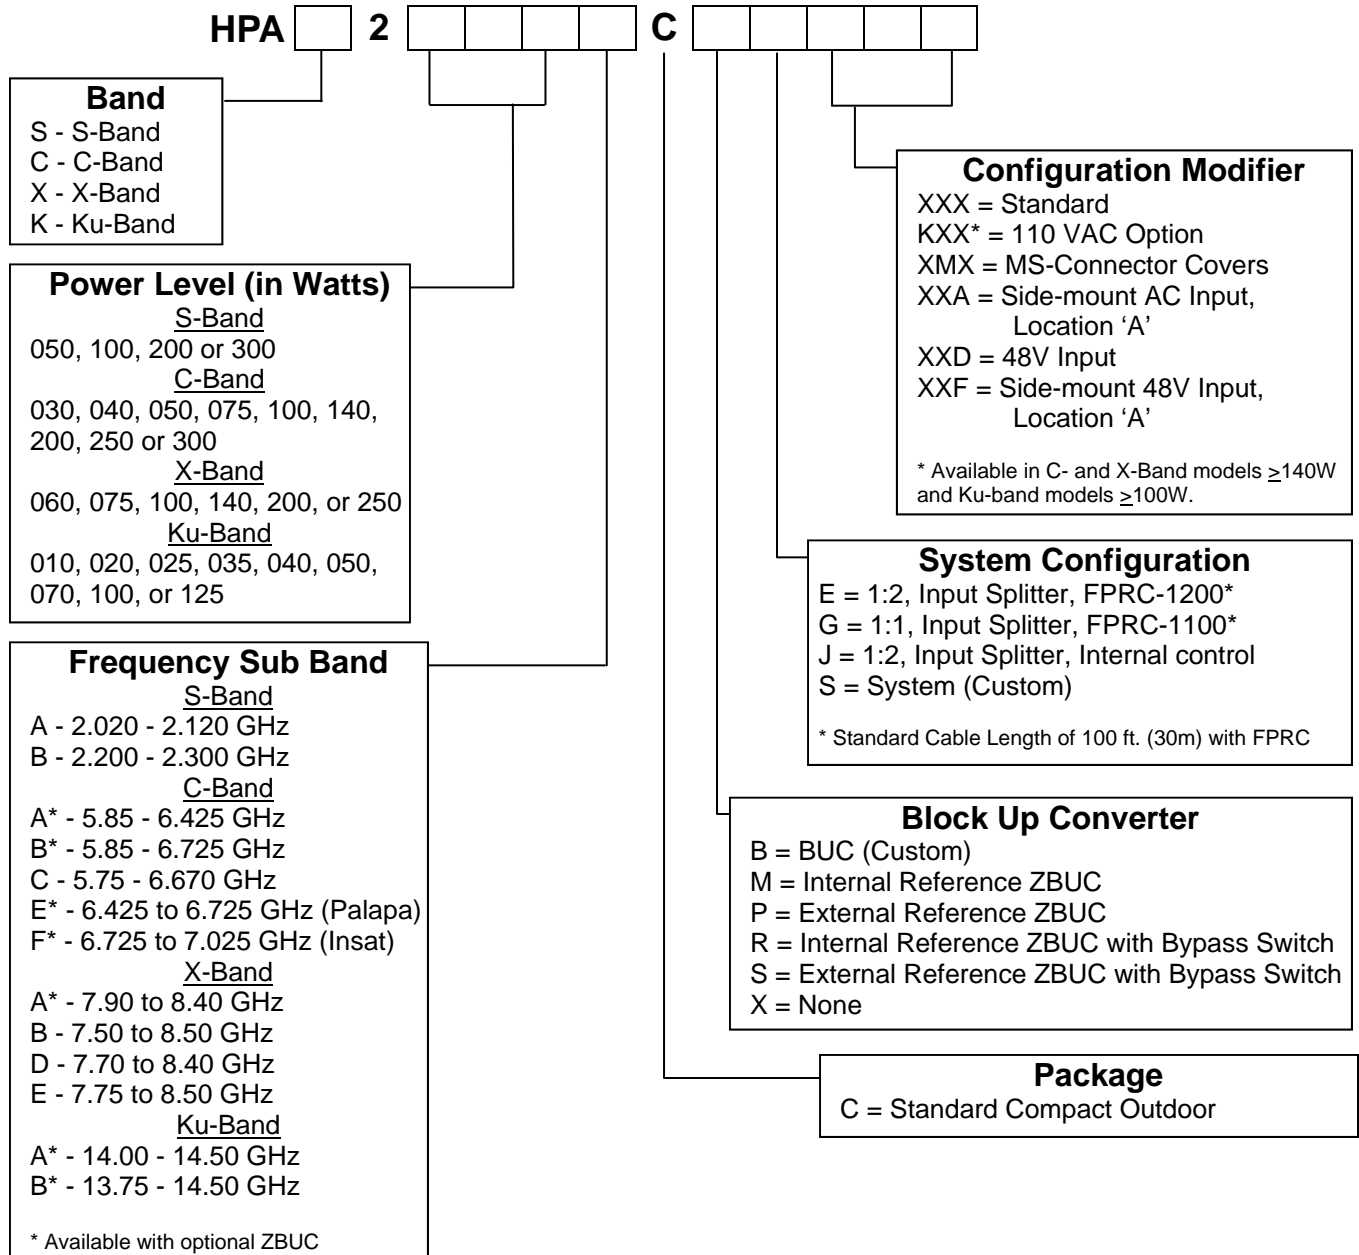 HPA 2 C
Band
S - S-Band
C - C-Band
X - X-Band
K - Ku-Band
Power Level (in Watts)
S-Band
050, 100, 200 or 300
C-Band
030, 040, 050, 075, 100, 140,
200, 250 or 300
X-Band
060, 075, 100, 140, 200, or 250
Ku-Band
010, 020, 025, 035, 040, 050,
070, 100, or 125
Frequency Sub Band
S-Band
A - 2.020 - 2.120 GHz
B - 2.200 - 2.300 GHz
C-Band
A* - 5.85 - 6.425 GHz
B* - 5.85 - 6.725 GHz
C - 5.75 - 6.670 GHz
E* - 6.425 to 6.725 GHz (Palapa)
F* - 6.725 to 7.025 GHz (Insat)
X-Band
A* - 7.90 to 8.40 GHz
B - 7.50 to 8.50 GHz
D - 7.70 to 8.40 GHz
E - 7.75 to 8.50 GHz
Ku-Band
A* - 14.00 - 14.50 GHz
B* - 13.75 - 14.50 GHz
* Available with optional ZBUC
Configuration Modifier
XXX = Standard
KXX* = 110 VAC Option
XMX = MS-Connector Covers
XXA = Side-mount AC Input,
Location ‘A’
XXD = 48V Input
XXF = Side-mount 48V Input,
Location ‘A’
* Available in C- and X-Band models ≥140W
and Ku-band models ≥100W.
System Configuration
E = 1:2, Input Splitter, FPRC-1200*
G = 1:1, Input Splitter, FPRC-1100*
J = 1:2, Input Splitter, Internal control
S = System (Custom)
* Standard Cable Length of 100 ft. (30m) with FPRC
Block Up Converter
B = BUC (Custom)
M = Internal Reference ZBUC
P = External Reference ZBUC
R = Internal Reference ZBUC with Bypass Switch
S = External Reference ZBUC with Bypass Switch
X = None
Package
C = Standard Compact Outdoor